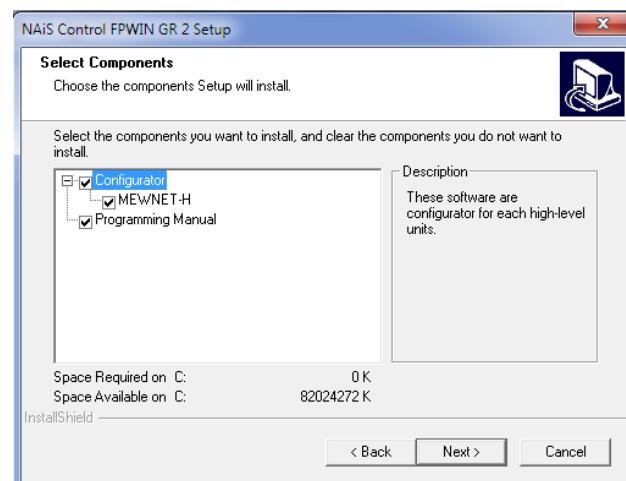 NAiS Control FPWIN GR 2 Setup
Select Components
Choose the components Setup will install.
Select the components you want to install, and clear the components you do not want to
install.
Configurator
MEWNET-H
Programming Manual
Description
These software are
configurator for each high-level
units.
Space Required on C: 0 K
Space Available on C: 82024272 K
InstallShield
< Back
Next >
Cancel